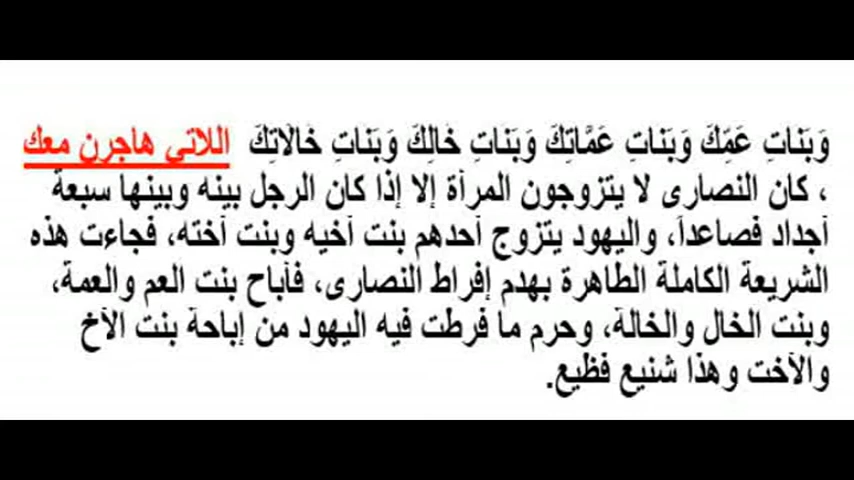 وَبَنَاتِ عَمِّكَ وَبَنَاتِ عَمَّاتِكَ وَبَنَاتِ خَالِكَ وَبَنَاتِ خَالَاتِكَ اللاتي هاجرن معك
، كان النصارى لا يتزوجون المرأة إلا إذا كان الرجل بينه وبينها سبعة
أجداد فصاعداً، واليهود يتزوج أحدهم بنت أخيه وبنت أخته، فجاءت هذه
الشريعة الكاملة الطاهرة بهدم إفراط النصارى، فأباح بنت العم والعمة،
وبنت الخال والخالة، وحرم ما فرطت فيه اليهود من إباحة بنت الأخ
والأخت وهذا شنيع فظيع.